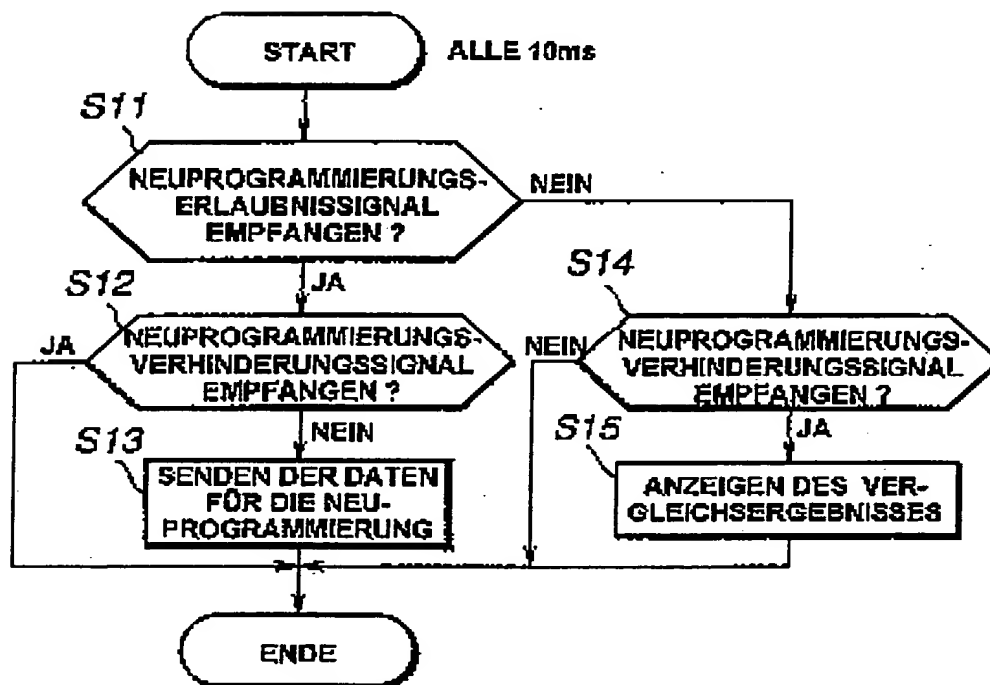 START
ALLE 10ms
S11
NEUPROGRAMMIERUNGS-
ERLAUBNISSIGNAL
EMPFANGEN ?
NEIN
JA
S12
NEUPROGRAMMIERUNGS-
VERHINDERUNGSSIGNAL
EMPFANGEN ?
JA
NEIN
S13
SENDEN DER DATEN
FÜR DIE NEU-
PROGRAMMIERUNG
S14
NEUPROGRAMMIERUNGS-
VERHINDERUNGSSIGNAL
EMPFANGEN ?
NEIN
JA
S15
ANZEIGEN DES VER-
GLEICHSERGEBNISSES
ENDE